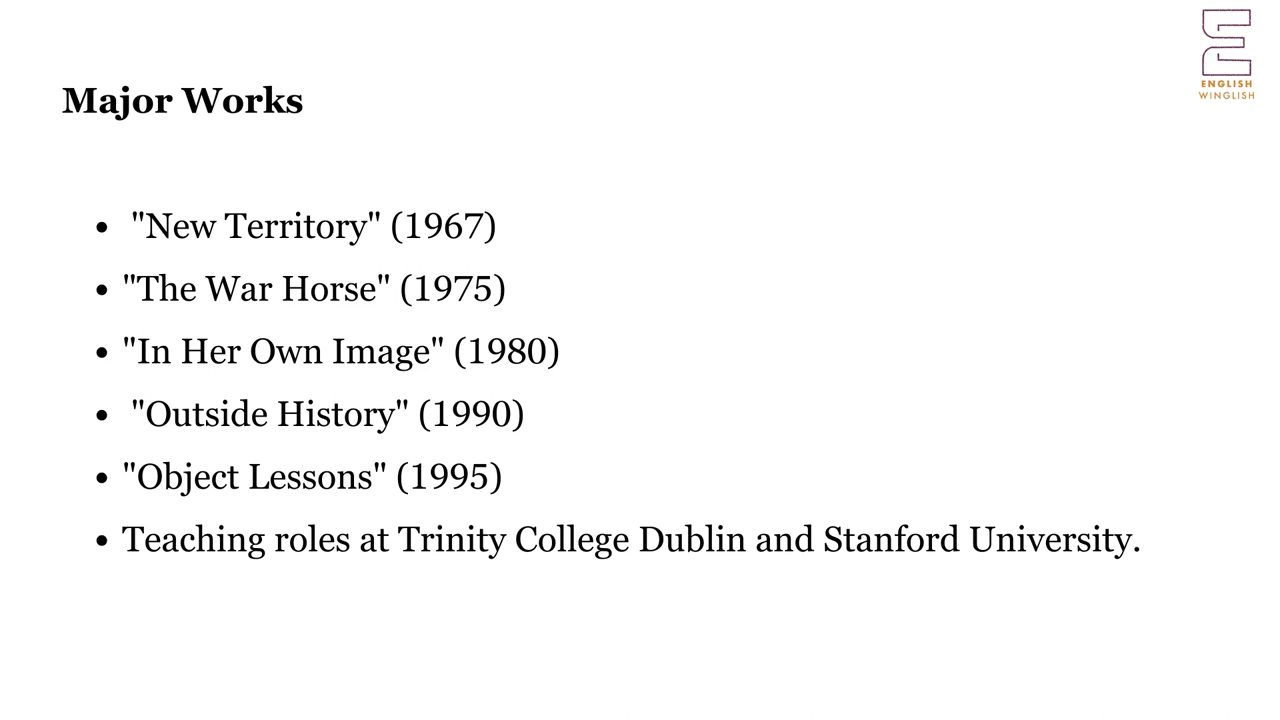 ENGLISH
WINGLISH
Major Works
• "New Territory" (1967)
• "The War Horse" (1975)
• "In Her Own Image" (1980)
• "Outside History" (1990)
• "Object Lessons" (1995)
• Teaching roles at Trinity College Dublin and Stanford University.